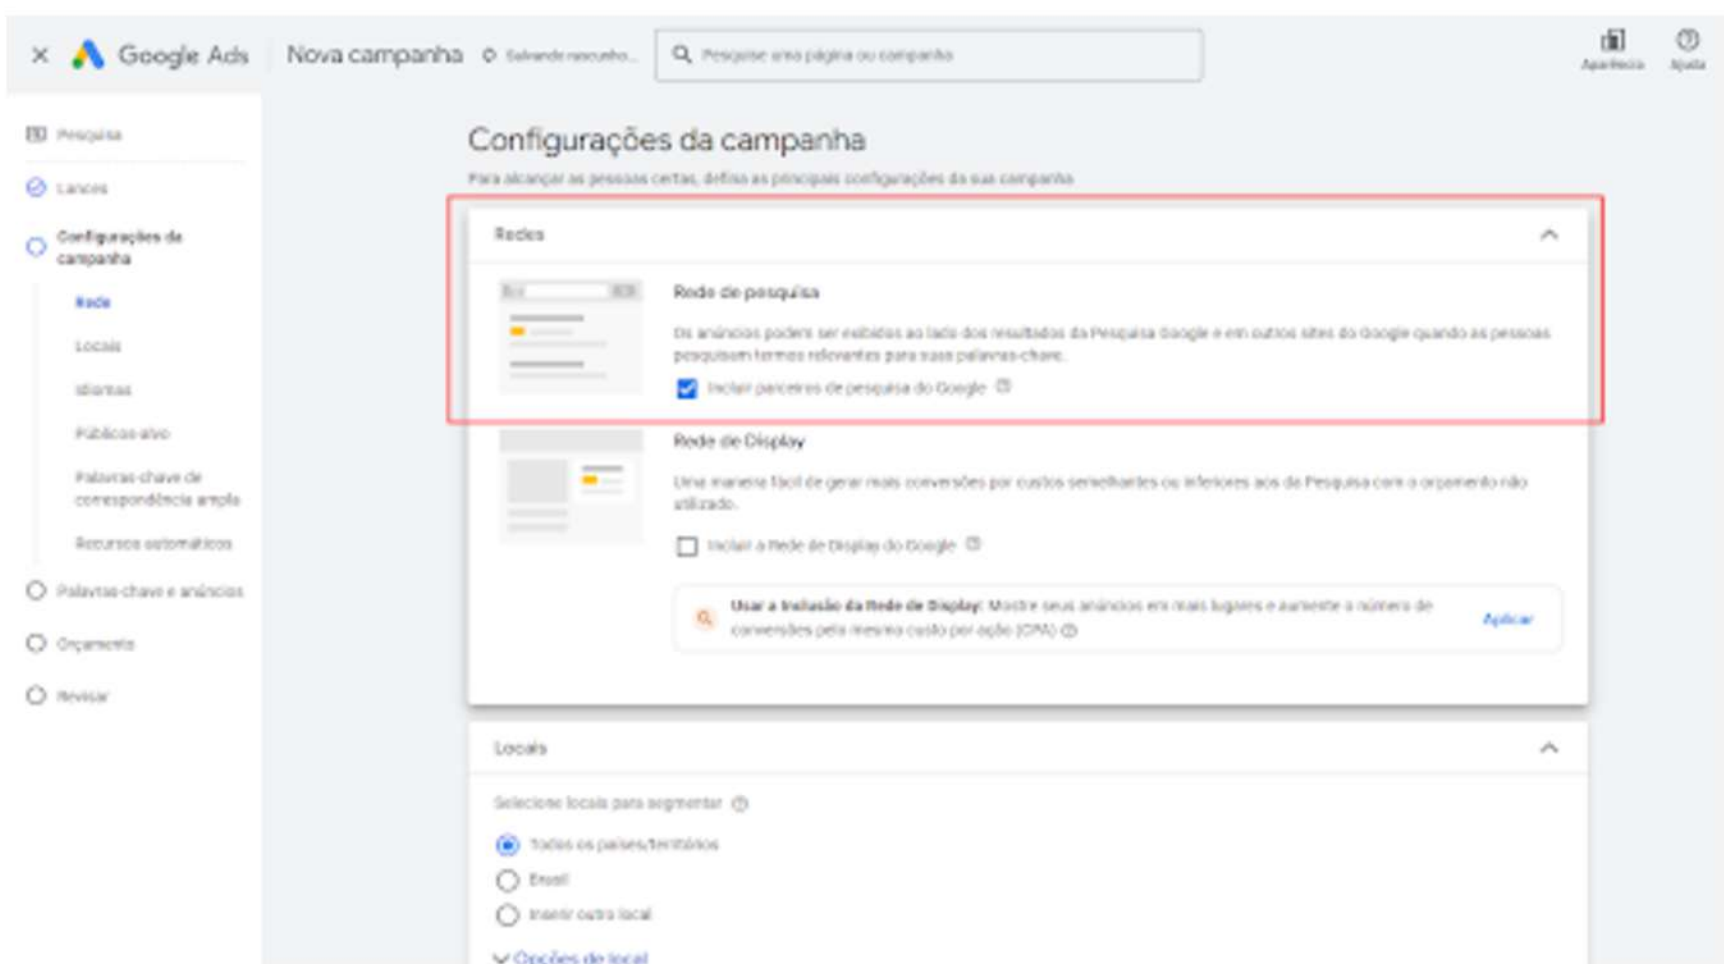 Google Ads
Nova campanha
Salvando rascunho...
Pesquise uma página ou campanha
Aparência
Ajuda
Pesquisa
Lances
Configurações da
campanha
Rede
Locais
Idiomas
Públicos-alvo
Palavras-chave de
correspondência ampla
Recursos automáticos
Palavras-chave e anúncios
Orçamento
Revisar
Configurações da campanha
Para alcançar as pessoas certas, defina as principais configurações da sua campanha
Redes
Rede de pesquisa
Os anúncios podem ser exibidos ao lado dos resultados da Pesquisa Google e em outros sites do Google quando as pessoas
pesquisam termos relevantes para suas palavras-chave.
Incluir parceiros de pesquisa do Google
Rede de Display
Uma maneira fácil de gerar mais conversões por custos semelhantes ou inferiores aos da Pesquisa com o orçamento não
utilizado.
Incluir a Rede de Display do Google
Usar a Inclusão da Rede de Display: Mostre seus anúncios em mais lugares e aumente o número de
conversões pelo mesmo custo por ação (CPA)
Aplicar
Locais
Selecione locais para segmentar
Todos os países/territórios
Brasil
Inserir outro local
Opções de local